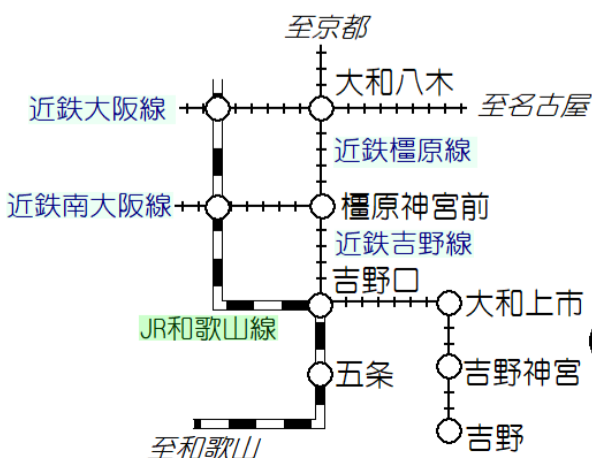 至京都
大和八木
近鉄大阪線
至名古屋
近鉄橿原線
近鉄南大阪線
橿原神宮前
近鉄吉野線
吉野口
大和上市
JR和歌山線
五条
吉野神宮
吉野
至和歌山